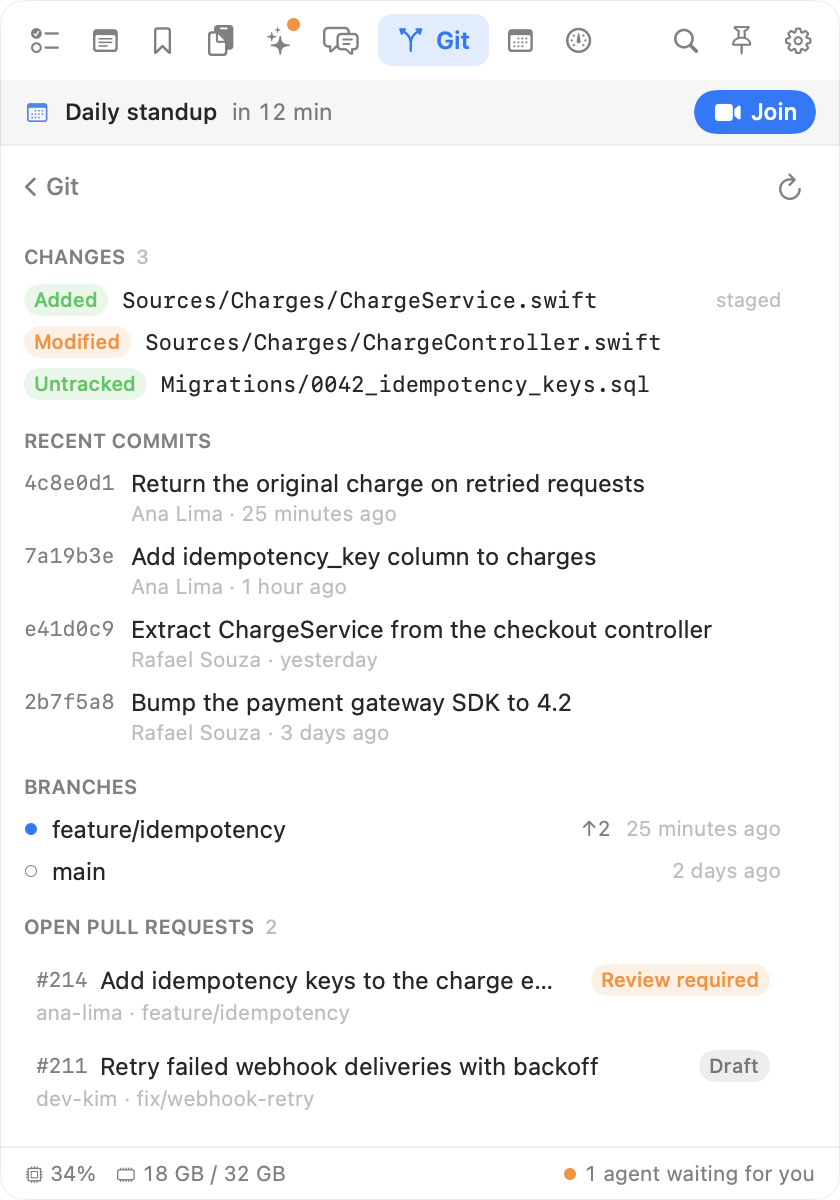 Git
Daily standup in 12 min
Join
Git
CHANGES 3
Added Sources/Charges/ChargeService.swift staged
Modified Sources/Charges/ChargeController.swift
Untracked Migrations/0042_idempotency_keys.sql
RECENT COMMITS
4c8e0d1 Return the original charge on retried requests
Ana Lima · 25 minutes ago
7a19b3e Add idempotency_key column to charges
Ana Lima · 1 hour ago
e41d0c9 Extract ChargeService from the checkout controller
Rafael Souza · yesterday
2b7f5a8 Bump the payment gateway SDK to 4.2
Rafael Souza · 3 days ago
BRANCHES
feature/idempotency ↑2 25 minutes ago
main 2 days ago
OPEN PULL REQUESTS 2
#214 Add idempotency keys to the charge e... Review required
ana-lima · feature/idempotency
#211 Retry failed webhook deliveries with backoff Draft
dev-kim · fix/webhook-retry
34% 18 GB / 32 GB 1 agent waiting for you